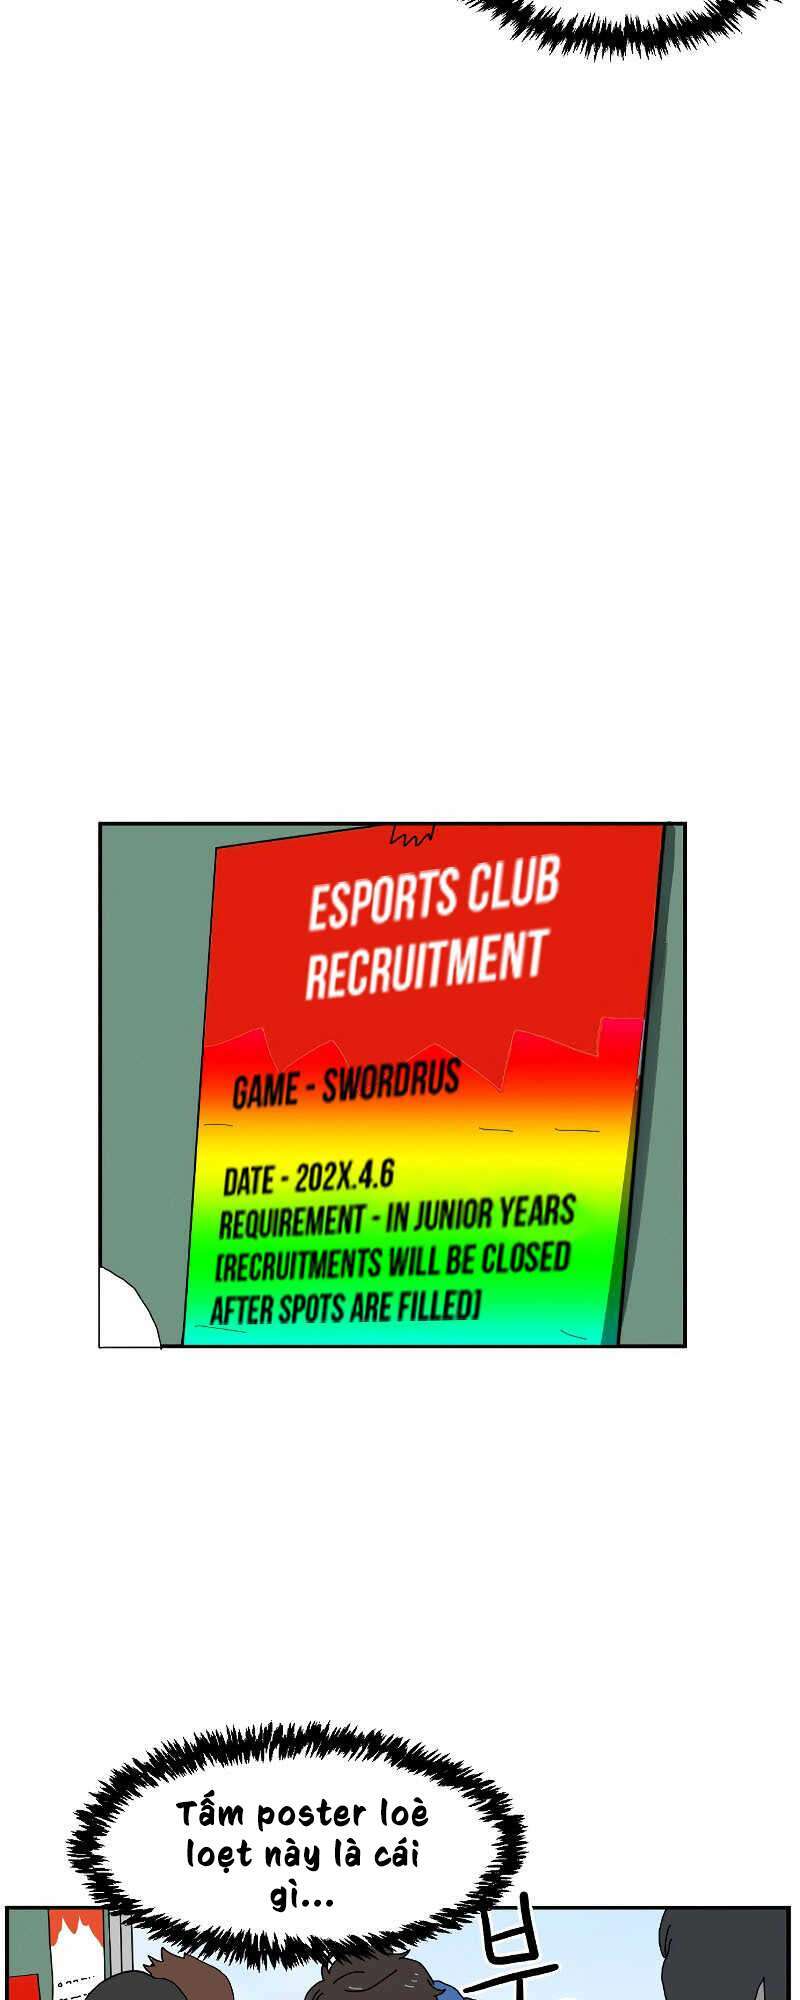 ESPORTS CLUB
RECRUITMENT
GAME - SWORDRUS
DATE - 202X.4.6
REQUIREMENT - IN JUNIOR YEARS
[RECRUITMENTS WILL BE CLOSED
AFTER SPOTS ARE FILLED]
Tấm poster loè
loẹt này là cái
gì...
부